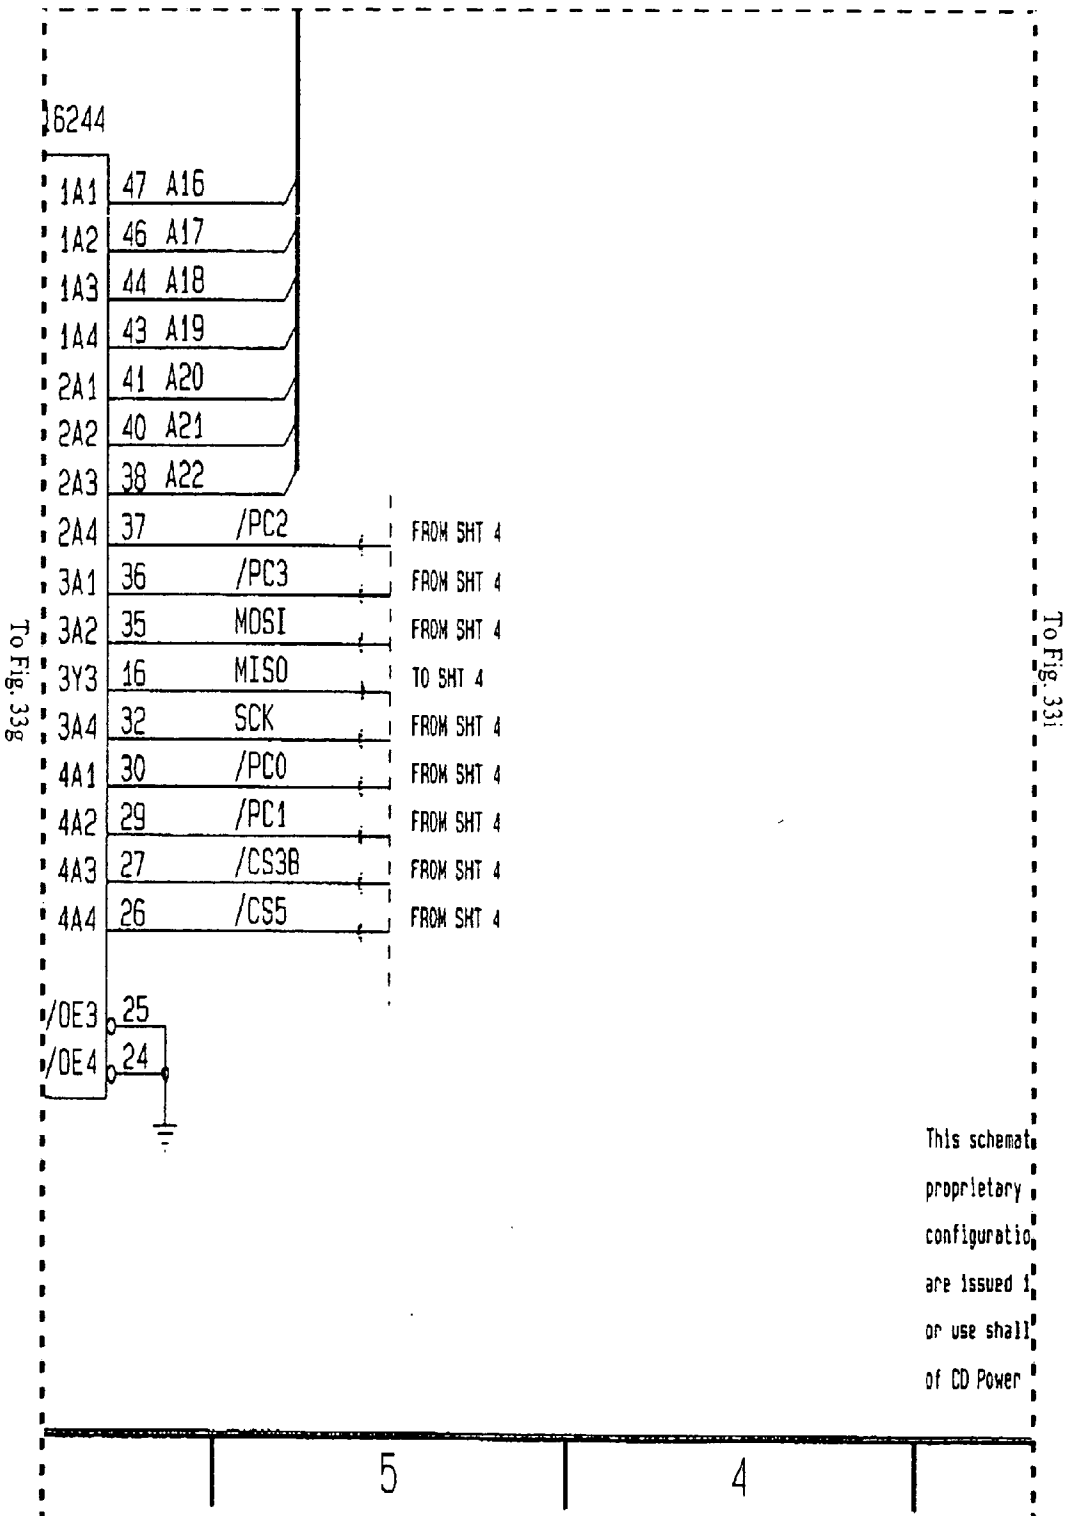 16244
1A1 47 A16
1A2 46 A17
1A3 44 A18
1A4 43 A19
2A1 41 A20
2A2 40 A21
2A3 38 A22
2A4 37 /PC2 FROM SHT 4
3A1 36 /PC3 FROM SHT 4
3A2 35 MOSI FROM SHT 4
3Y3 16 MISO TO SHT 4
3A4 32 SCK FROM SHT 4
4A1 30 /PC0 FROM SHT 4
4A2 29 /PC1 FROM SHT 4
4A3 27 /CS3B FROM SHT 4
4A4 26 /CS5 FROM SHT 4
/OE3 25
/OE4 24
To Fig. 33g
To Fig. 33i
This schemat
proprietary
configuratio
are issued i
or use shall
of CD Power
5 4